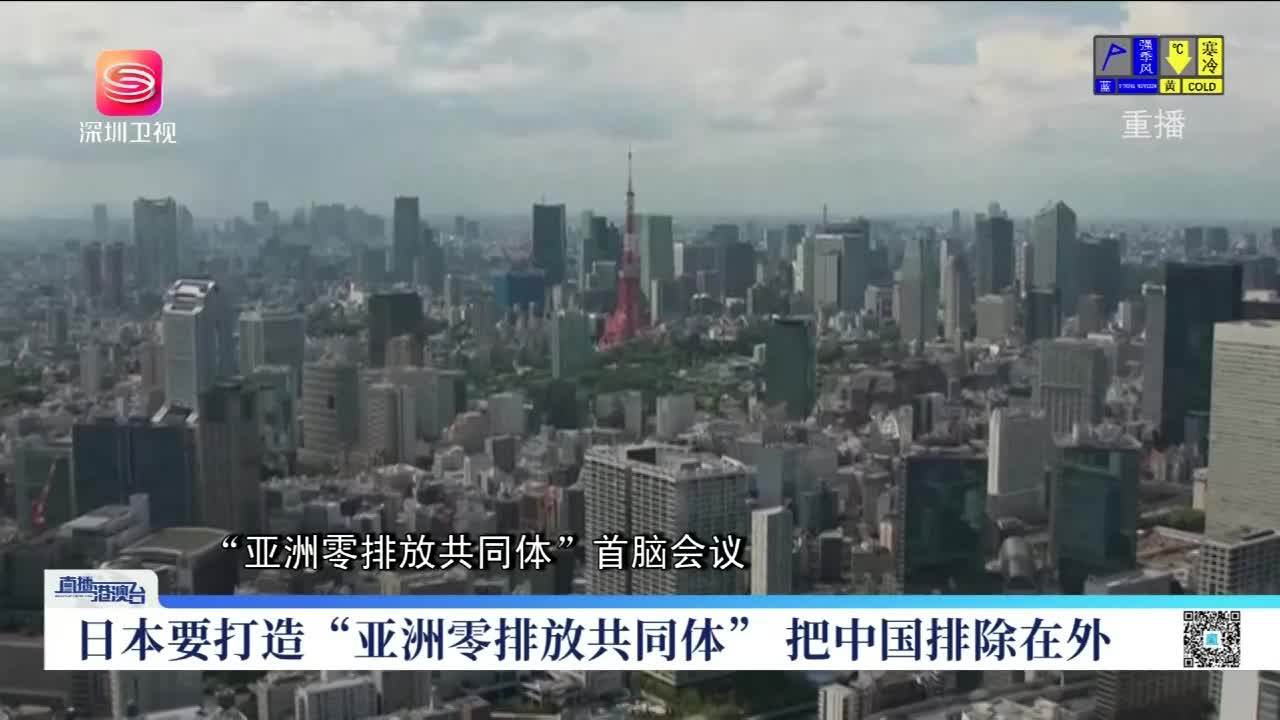 深圳卫视
强季风
℃
寒冷
蓝
黄
COLD
重播
“亚洲零排放共同体”首脑会议
直播港澳台
日本要打造“亚洲零排放共同体” 把中国排除在外